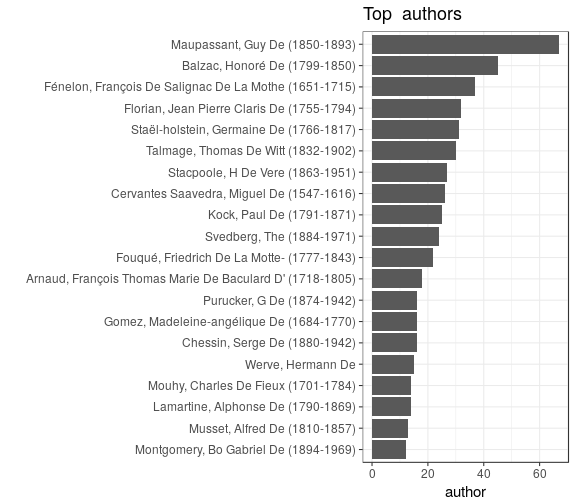 Top authors
Maupassant, Guy De (1850-1893)
Balzac, Honoré De (1799-1850)
Fénelon, François De Salignac De La Mothe (1651-1715)
Florian, Jean Pierre Claris De (1755-1794)
Staël-holstein, Germaine De (1766-1817)
Talmage, Thomas De Witt (1832-1902)
Stacpoole, H De Vere (1863-1951)
Cervantes Saavedra, Miguel De (1547-1616)
Kock, Paul De (1791-1871)
Svedberg, The (1884-1971)
Fouqué, Friedrich De La Motte- (1777-1843)
Arnaud, François Thomas Marie De Baculard D' (1718-1805)
Purucker, G De (1874-1942)
Gomez, Madeleine-angélique De (1684-1770)
Chessin, Serge De (1880-1942)
Werve, Hermann De
Mouhy, Charles De Fieux (1701-1784)
Lamartine, Alphonse De (1790-1869)
Musset, Alfred De (1810-1857)
Montgomery, Bo Gabriel De (1894-1969)
0 20 40 60
author